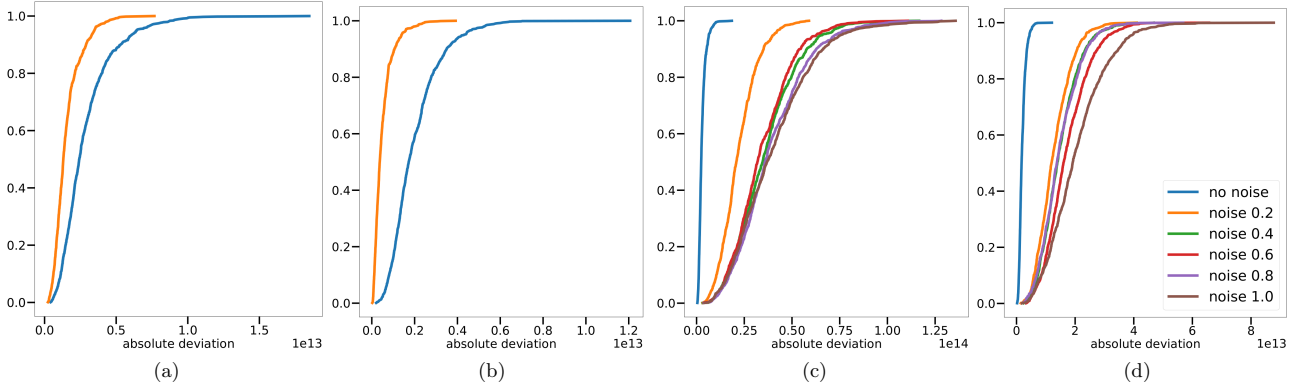 1.0
0.8
0.6
0.4
0.2
0.0
0.0 0.5 1.0 1.5
absolute deviation 1e13
(a)
1.0
0.8
0.6
0.4
0.2
0.0
0.0 0.2 0.4 0.6 0.8 1.0 1.2
absolute deviation 1e13
(b)
1.0
0.8
0.6
0.4
0.2
0.0
0.00 0.25 0.50 0.75 1.00 1.25
absolute deviation 1e14
(c)
1.0
0.8
0.6
0.4
0.2
0.0
no noise
noise 0.2
noise 0.4
noise 0.6
noise 0.8
noise 1.0
0 2 4 6 8
absolute deviation 1e13
(d)